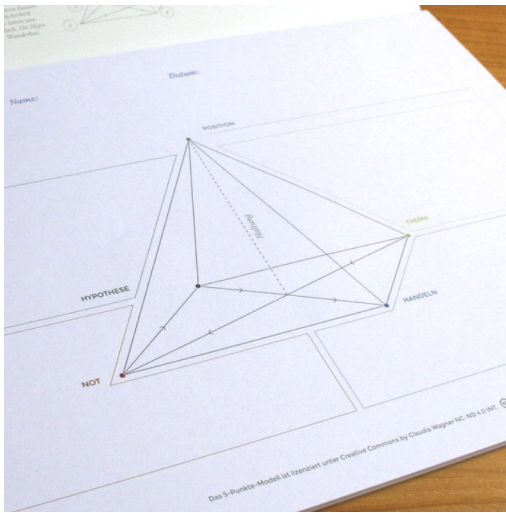 Name:
Datum:
POSITION
Haltung
THEMA
HYPOTHESE
HANDELN
NOT
Das 5-Punkte-Modell ist lizenziert unter Creative Commons by Claudia Wagner NC-ND 4.0 INT.